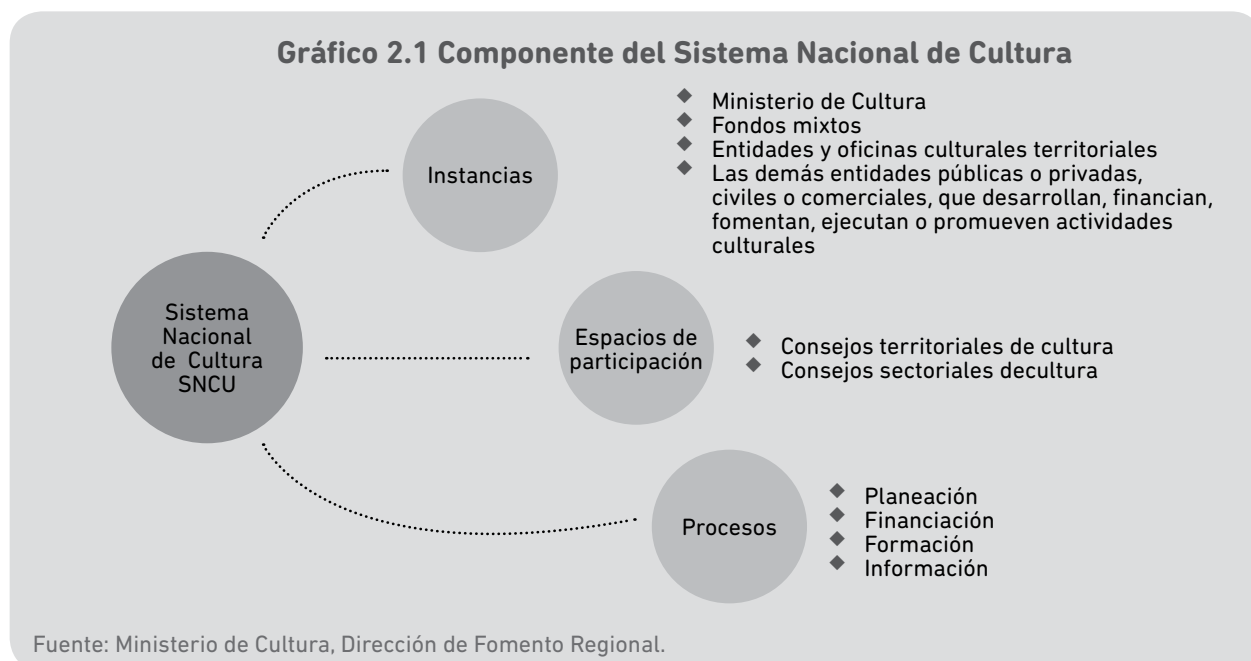 Gráfico 2.1 Componente del Sistema Nacional de Cultura
Instancias
◆ Ministerio de Cultura
◆ Fondos mixtos
◆ Entidades y oficinas culturales territoriales
◆ Las demás entidades públicas o privadas,
civiles o comerciales, que desarrollan, financian,
fomentan, ejecutan o promueven actividades
culturales
Sistema
Nacional
de Cultura
SNCU
Espacios de
participación
◆ Consejos territoriales de cultura
◆ Consejos sectoriales decultura
Procesos
◆ Planeación
◆ Financiación
◆ Formación
◆ Información
Fuente: Ministerio de Cultura, Dirección de Fomento Regional.